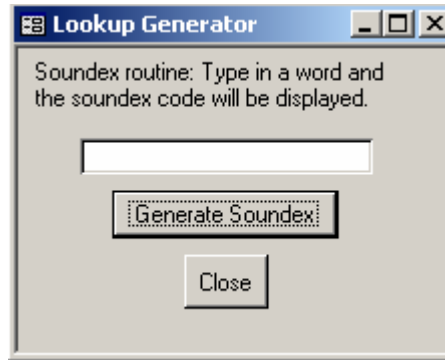 Lookup Generator
Soundex routine: Type in a word and
the soundex code will be displayed.
Generate Soundex
Close